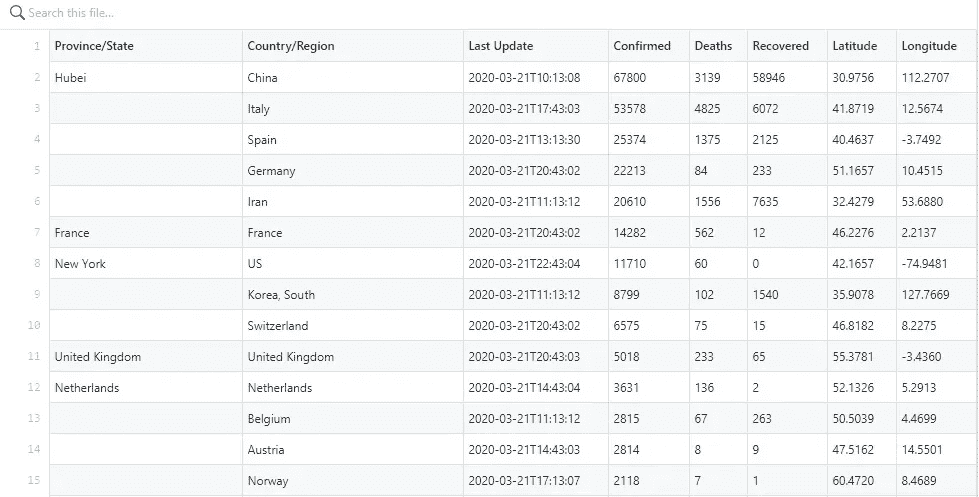 Search this file...
1 Province/State Country/Region Last Update Confirmed Deaths Recovered Latitude Longitude
2 Hubei China 2020-03-21T10:13:08 67800 3139 58946 30.9756 112.2707
3 Italy 2020-03-21T17:43:03 53578 4825 6072 41.8719 12.5674
4 Spain 2020-03-21T13:13:30 25374 1375 2125 40.4637 -3.7492
5 Germany 2020-03-21T20:43:02 22213 84 233 51.1657 10.4515
6 Iran 2020-03-21T11:13:12 20610 1556 7635 32.4279 53.6880
7 France France 2020-03-21T20:43:02 14282 562 12 46.2276 2.2137
8 New York US 2020-03-21T22:43:04 11710 60 0 42.1657 -74.9481
9 Korea, South 2020-03-21T11:13:12 8799 102 1540 35.9078 127.7669
10 Switzerland 2020-03-21T20:43:02 6575 75 15 46.8182 8.2275
11 United Kingdom United Kingdom 2020-03-21T20:43:03 5018 233 65 55.3781 -3.4360
12 Netherlands Netherlands 2020-03-21T14:43:04 3631 136 2 52.1326 5.2913
13 Belgium 2020-03-21T11:13:12 2815 67 263 50.5039 4.4699
14 Austria 2020-03-21T14:43:03 2814 8 9 47.5162 14.5501
15 Norway 2020-03-21T17:13:07 2118 7 1 60.4720 8.4689